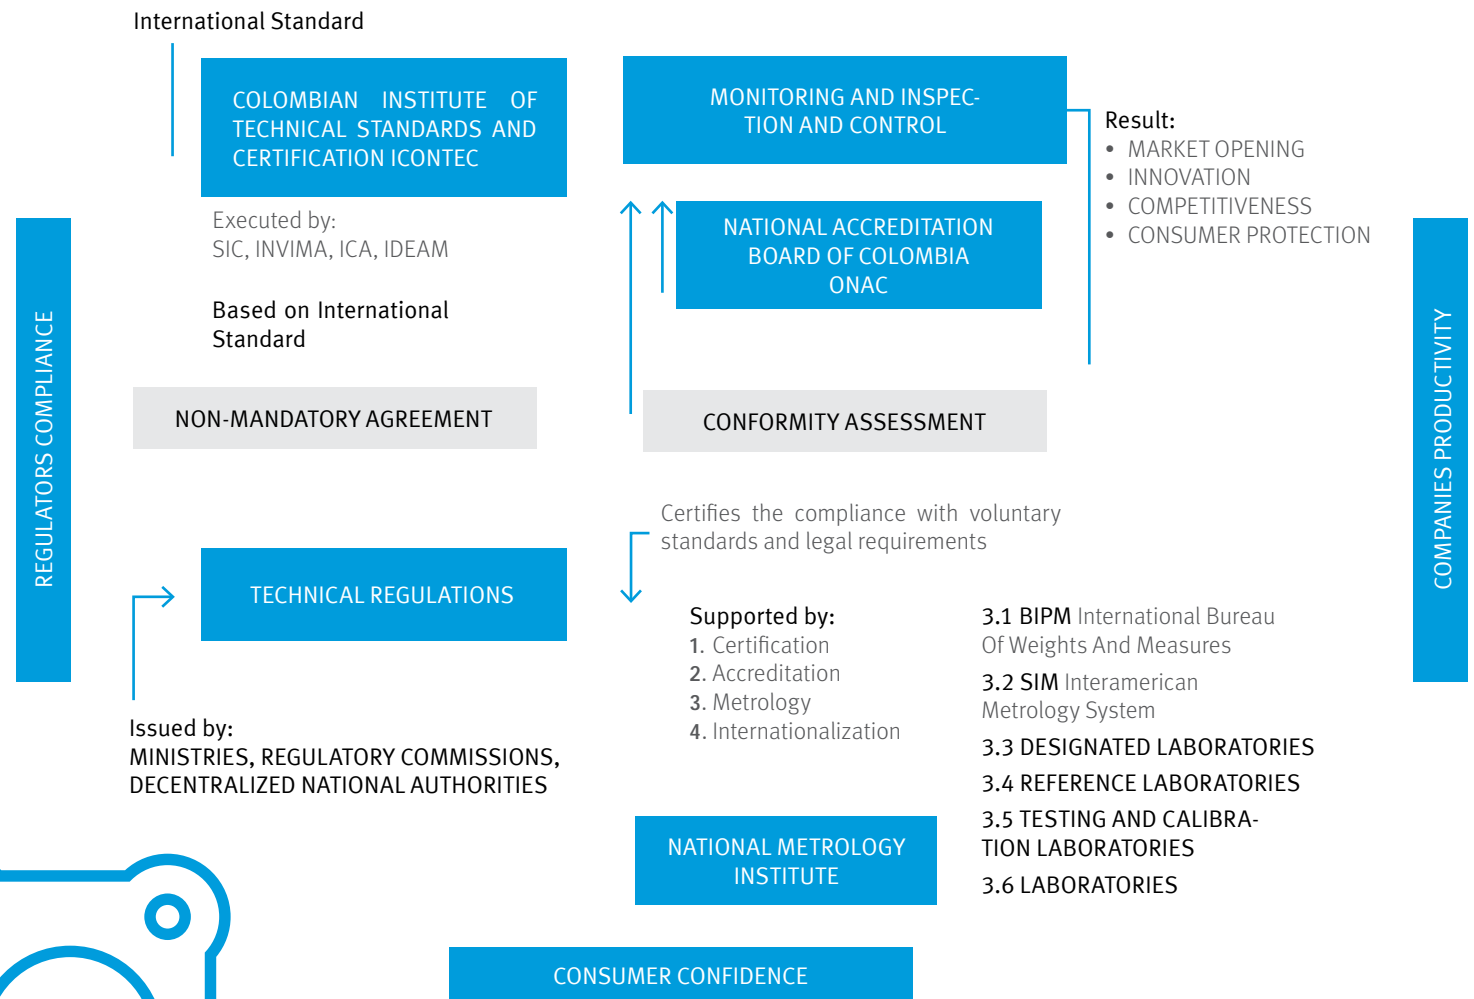 International Standard
COLOMBIAN INSTITUTE OF
TECHNICAL STANDARDS AND
CERTIFICATION ICONTEC
Executed by:
SIC, INVIMA, ICA, IDEAM
Based on International
Standard
NON-MANDATORY AGREEMENT
REGULATORS COMPLIANCE
TECHNICAL REGULATIONS
Issued by:
MINISTRIES, REGULATORY COMMISSIONS,
DECENTRALIZED NATIONAL AUTHORITIES
MONITORING AND INSPEC-
TION AND CONTROL
NATIONAL ACCREDITATION
BOARD OF COLOMBIA
ONAC
Result:
• MARKET OPENING
• INNOVATION
• COMPETITIVENESS
• CONSUMER PROTECTION
CONFORMITY ASSESSMENT
Certifies the compliance with voluntary
standards and legal requirements
Supported by:
1. Certification
2. Accreditation
3. Metrology
4. Internationalization
3.1 BIPM International Bureau
Of Weights And Measures
3.2 SIM Interamerican
Metrology System
3.3 DESIGNATED LABORATORIES
3.4 REFERENCE LABORATORIES
3.5 TESTING AND CALIBRA-
TION LABORATORIES
3.6 LABORATORIES
NATIONAL METROLOGY
INSTITUTE
COMPANIES PRODUCTIVITY
CONSUMER CONFIDENCE